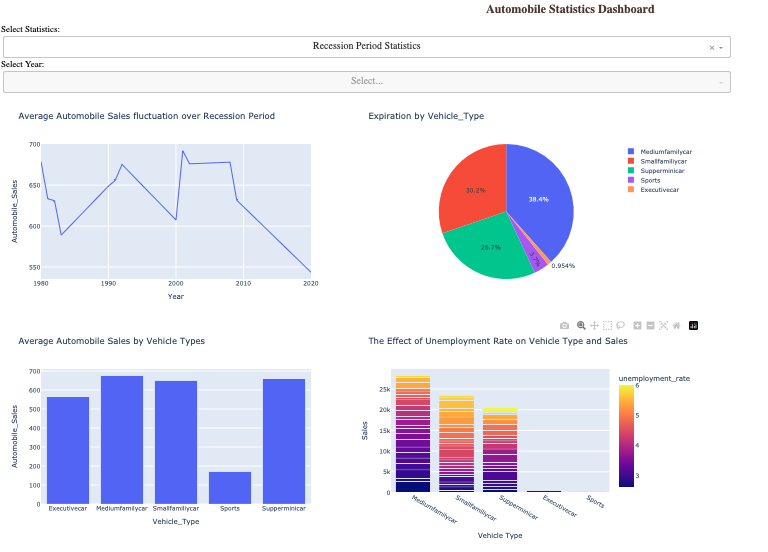 Automobile Statistics Dashboard
Select Statistics:
Recession Period Statistics
Select Year:
Select...
Average Automobile Sales fluctuation over Recession Period
700
650
600
550
Automobile_Sales
1980
1990
2000
2010
2020
Year
Expiration by Vehicle_Type
38.4%
30.2%
26.7%
3.7%
0.954%
Mediumfamilycar
Smallfamiliycar
Supperminicar
Sports
Executivecar
Average Automobile Sales by Vehicle Types
700
600
500
400
300
200
100
0
Automobile_Sales
Executivecar
Mediumfamilycar
Smallfamiliycar
Sports
Supperminicar
Vehicle_Type
The Effect of Unemployment Rate on Vehicle Type and Sales
25k
20k
15k
10k
5k
0
Sales
Mediumfamilycar
Smallfamiliycar
Supperminicar
Executivecar
Sports
Vehicle Type
unemployment_rate
6
5
4
3